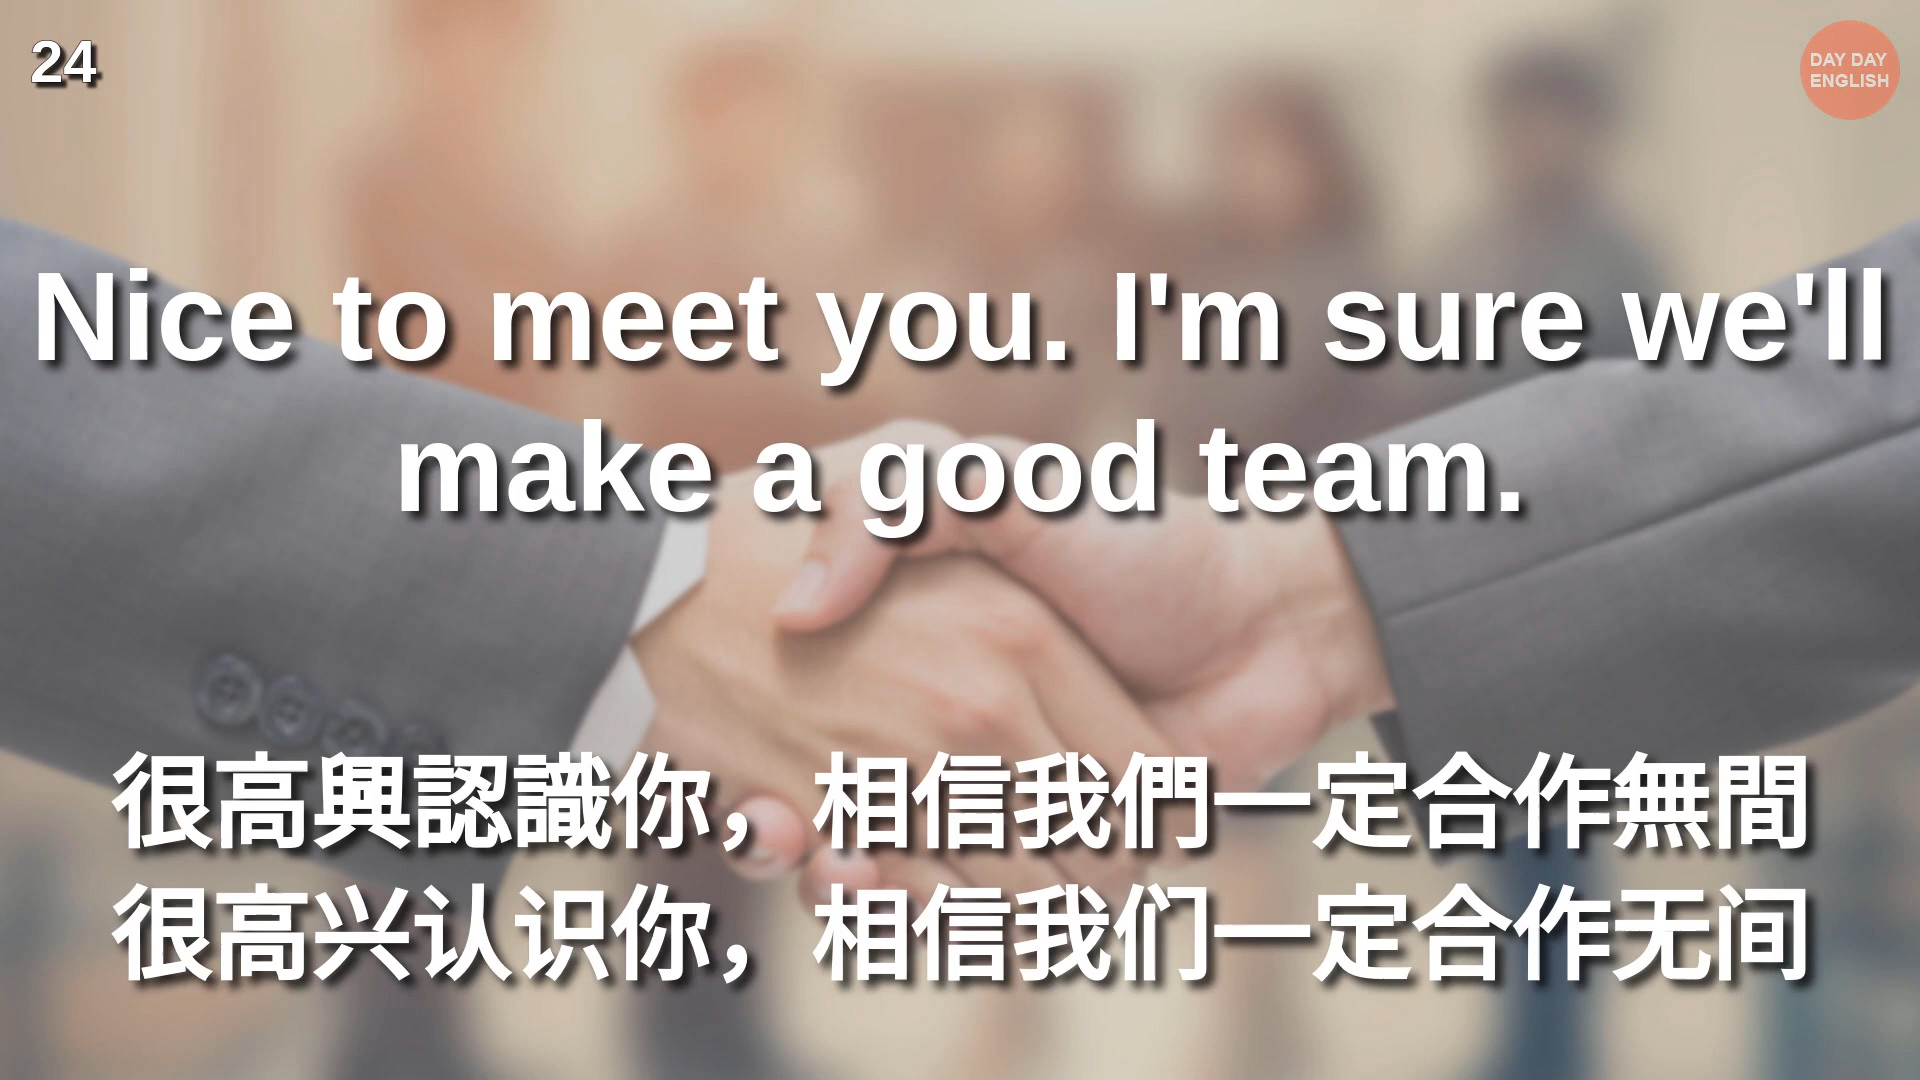 24
DAY DAY
ENGLISH
Nice to meet you. I'm sure we'll
make a good team.
很高興認識你，相信我們一定合作無間
很高兴认识你，相信我们一定合作无间